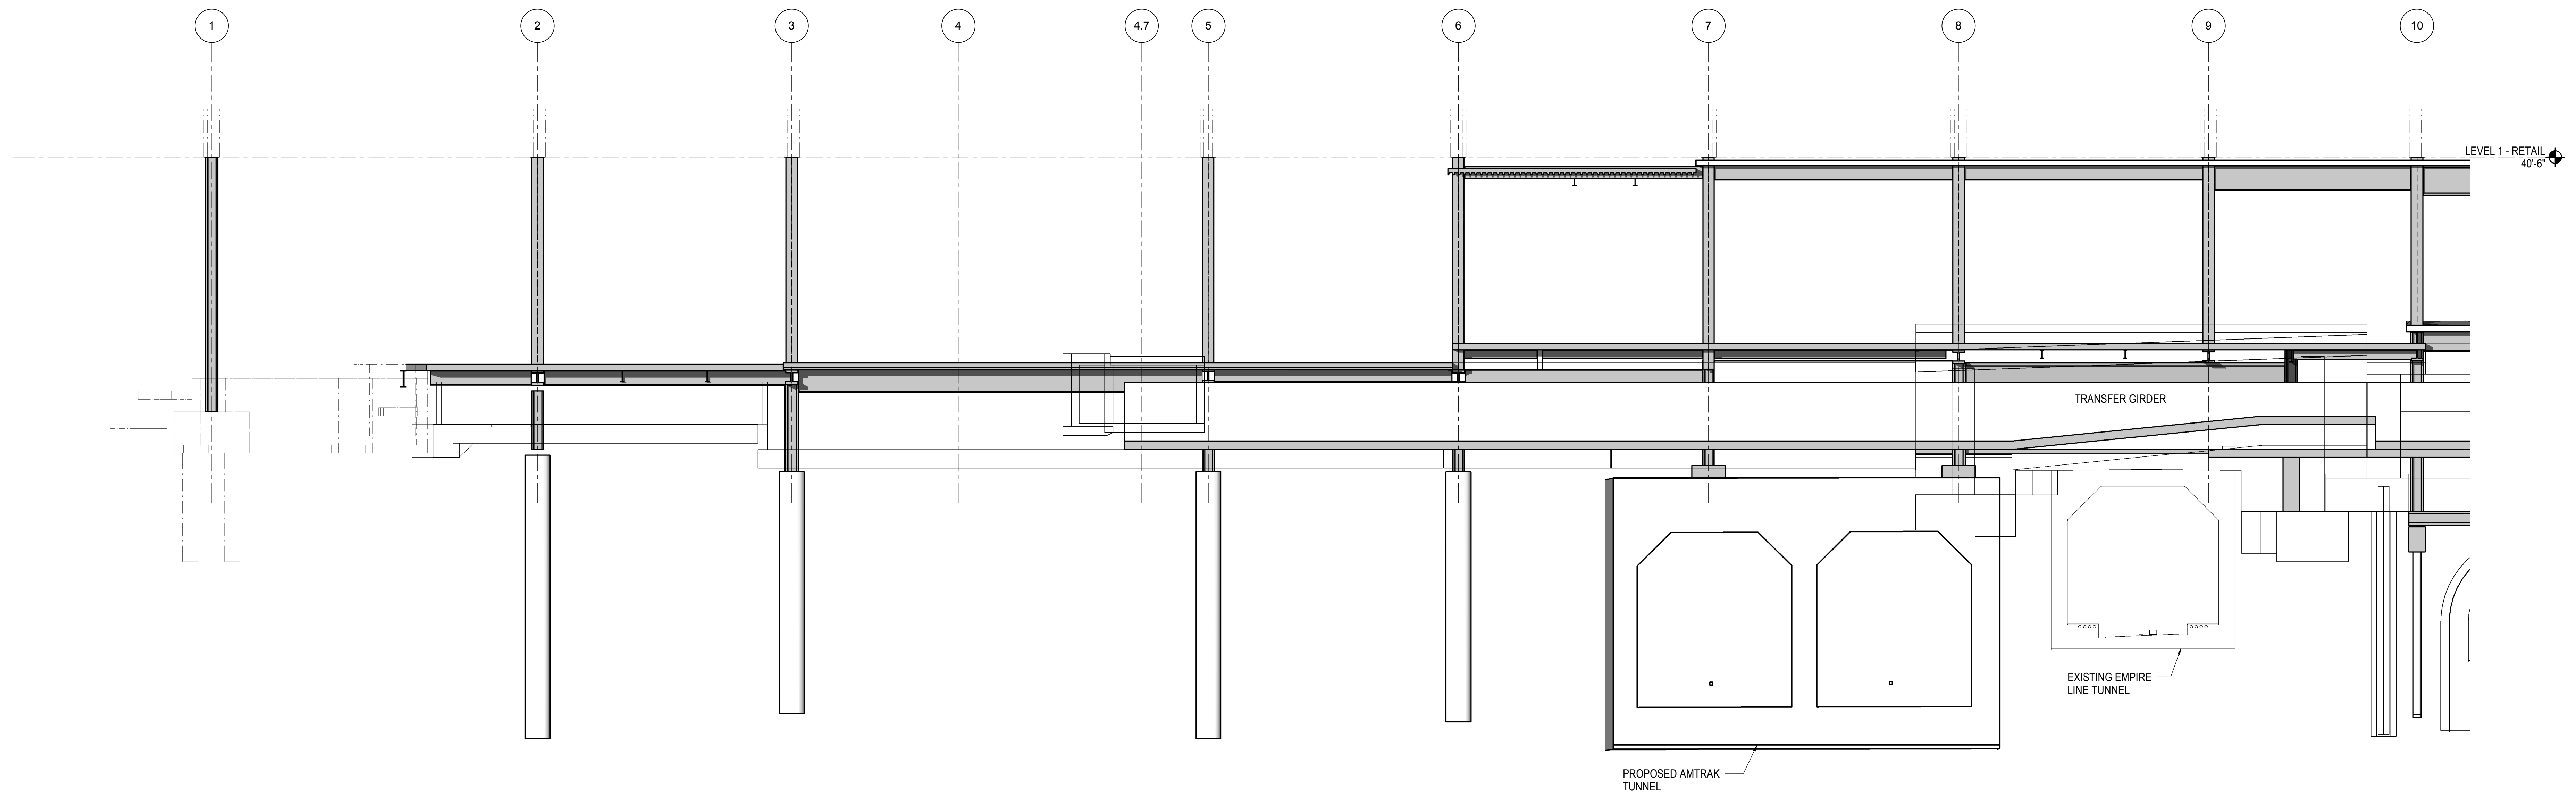 1
2
3
4
4.7
5
6
7
8
9
10
LEVEL 1 - RETAIL
40'-6"
TRANSFER GIRDER
EXISTING EMPIRE
LINE TUNNEL
PROPOSED AMTRAK
TUNNEL